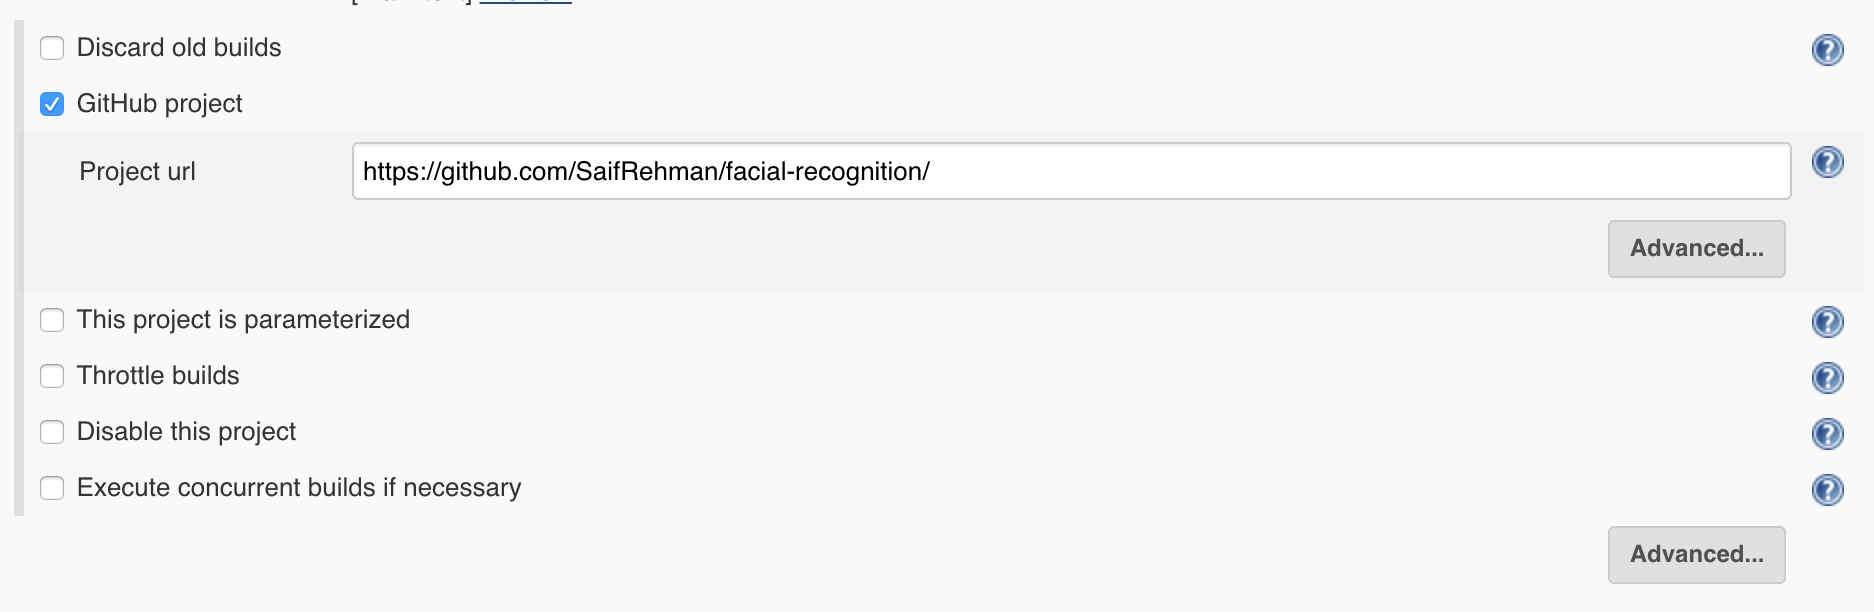 Discard old builds
GitHub project
Project url
https://github.com/SaifRehman/facial-recognition/
Advanced...
This project is parameterized
Throttle builds
Disable this project
Execute concurrent builds if necessary
Advanced...